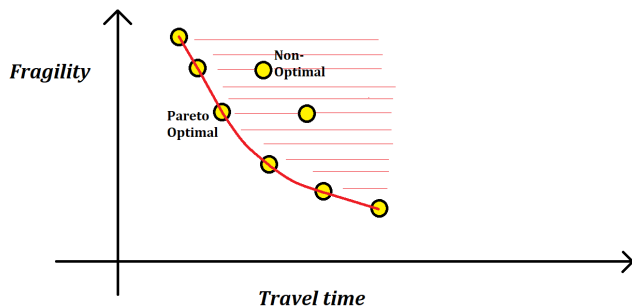 Fragility
Non-
Optimal
Pareto
Optimal
Travel time